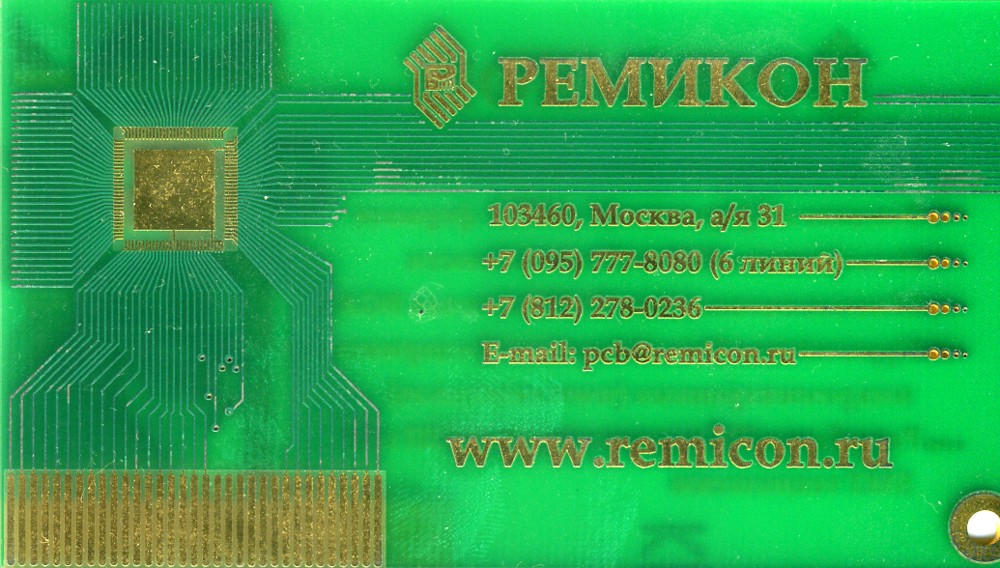 РЕМИКОН
103460, Москва, а/я 31
+7 (095) 777-8080 (6 линий)
+7 (812) 278-0236
E-mail: pcb@remicon.ru
www.remicon.ru